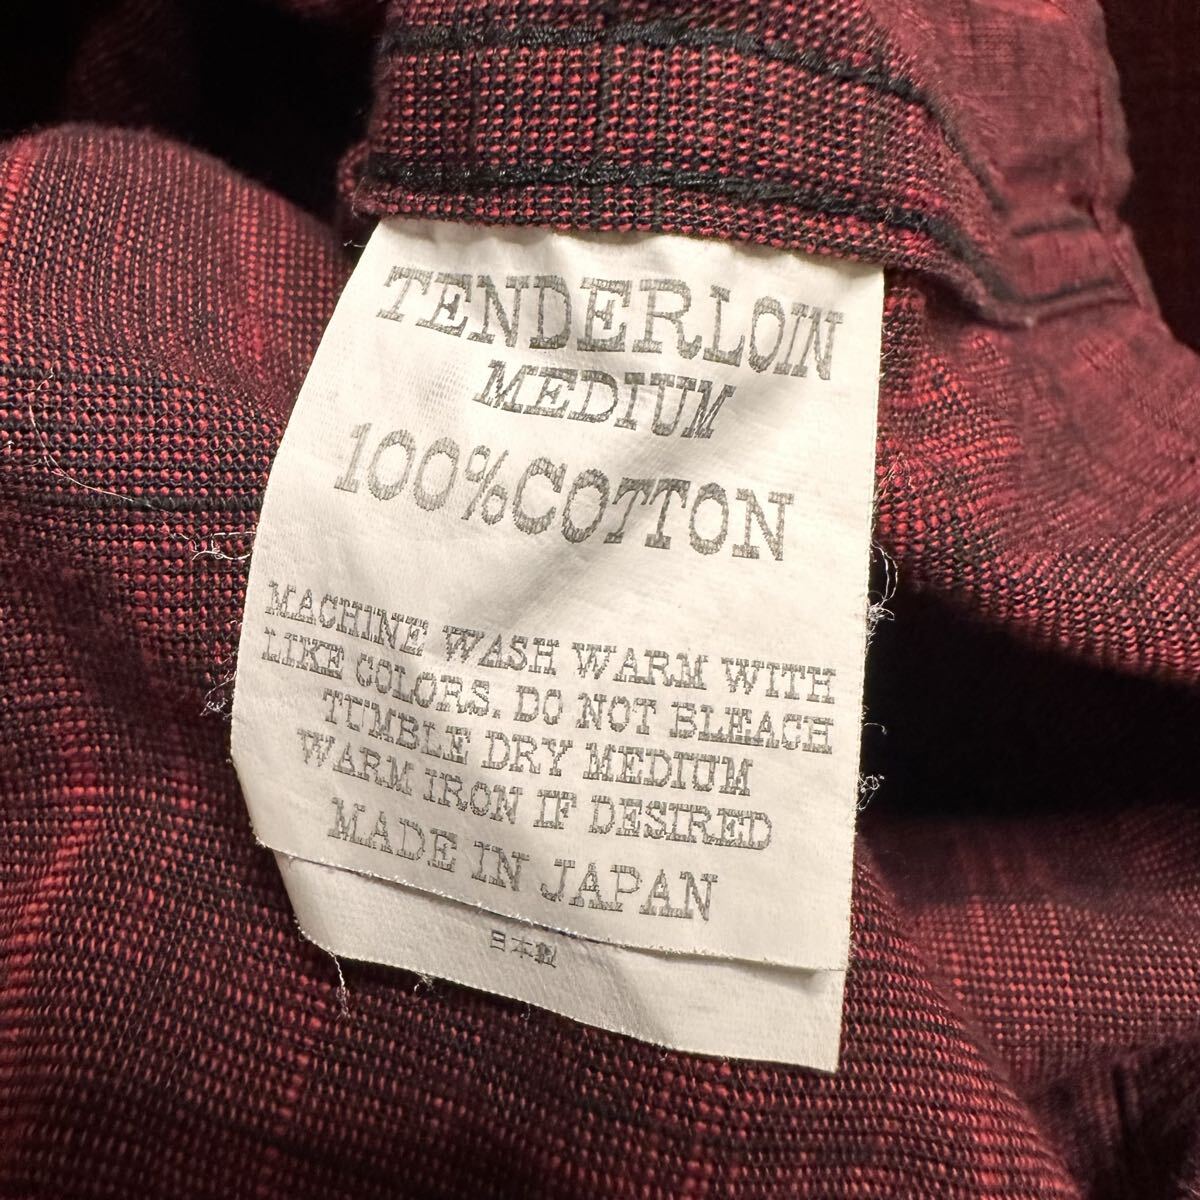 TENDERLOIN
MEDIUM
100%COTTON
MACHINE WASH WARM WITH
LIKE COLORS. DO NOT BLEACH
TUMBLE DRY MEDIUM
WARM IRON IF DESIRED
MADE IN JAPAN
日本製